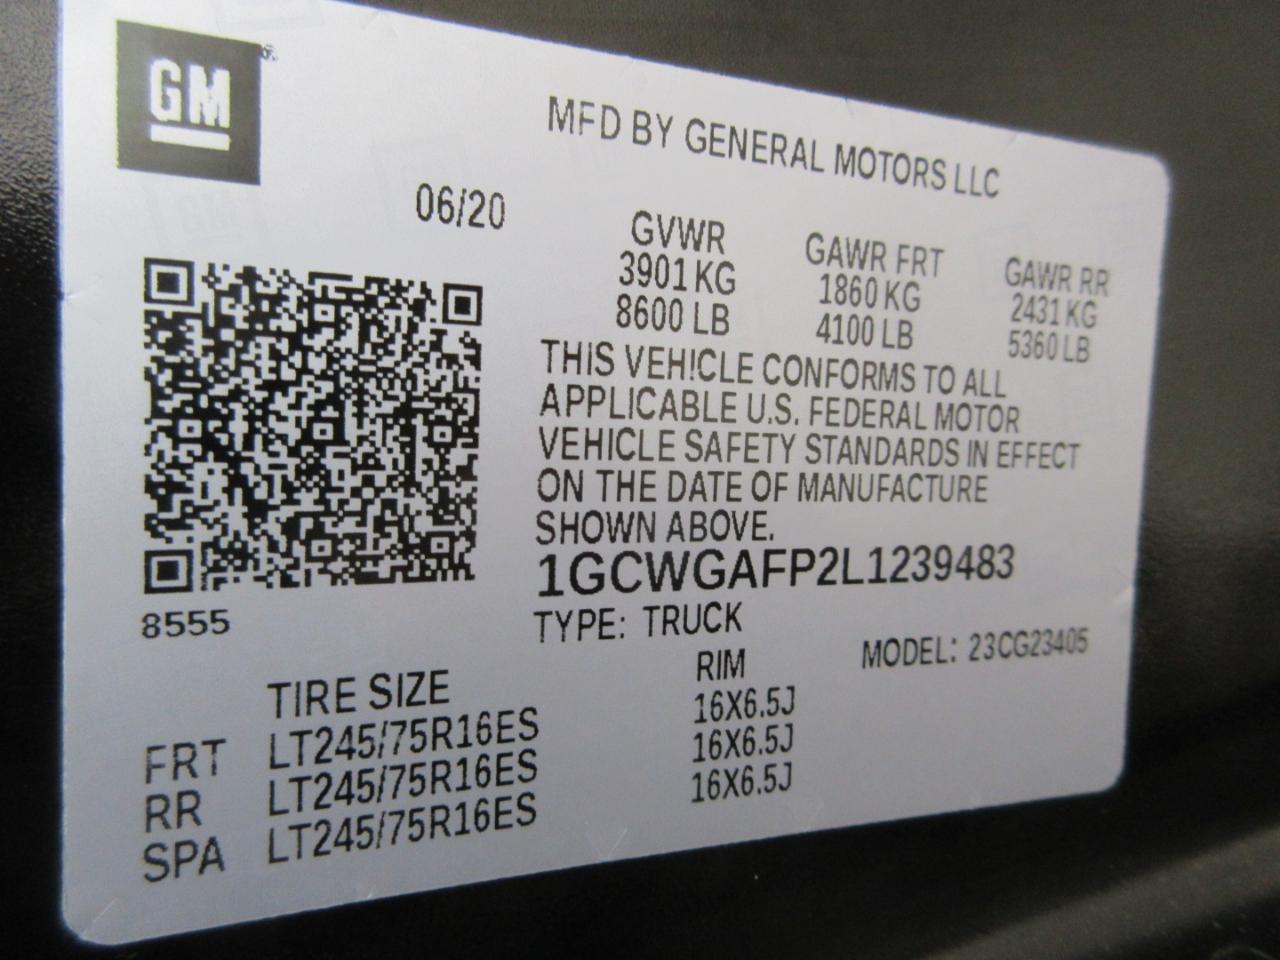 GM
MFD BY GENERAL MOTORS LLC
06/20
GVWR GAWR FRT GAWR RR
3901 KG 1860 KG 2431 KG
8600 LB 4100 LB 5360 LB
THIS VEHICLE CONFORMS TO ALL
APPLICABLE U.S. FEDERAL MOTOR
VEHICLE SAFETY STANDARDS IN EFFECT
ON THE DATE OF MANUFACTURE
SHOWN ABOVE.
1GCWGAFP2L1239483
8555
TYPE: TRUCK MODEL: 23CG23405
TIRE SIZE RIM
FRT LT245/75R16ES 16X6.5J
RR LT245/75R16ES 16X6.5J
SPA LT245/75R16ES 16X6.5J